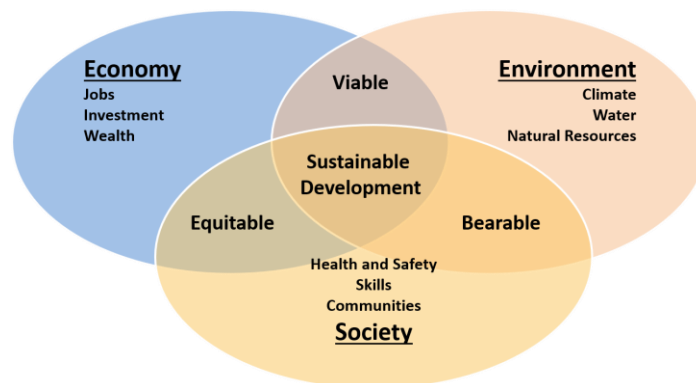 Economy
Jobs
Investment
Wealth
Viable
Environment
Climate
Water
Natural Resources
Sustainable
Development
Equitable
Bearable
Health and Safety
Skills
Communities
Society